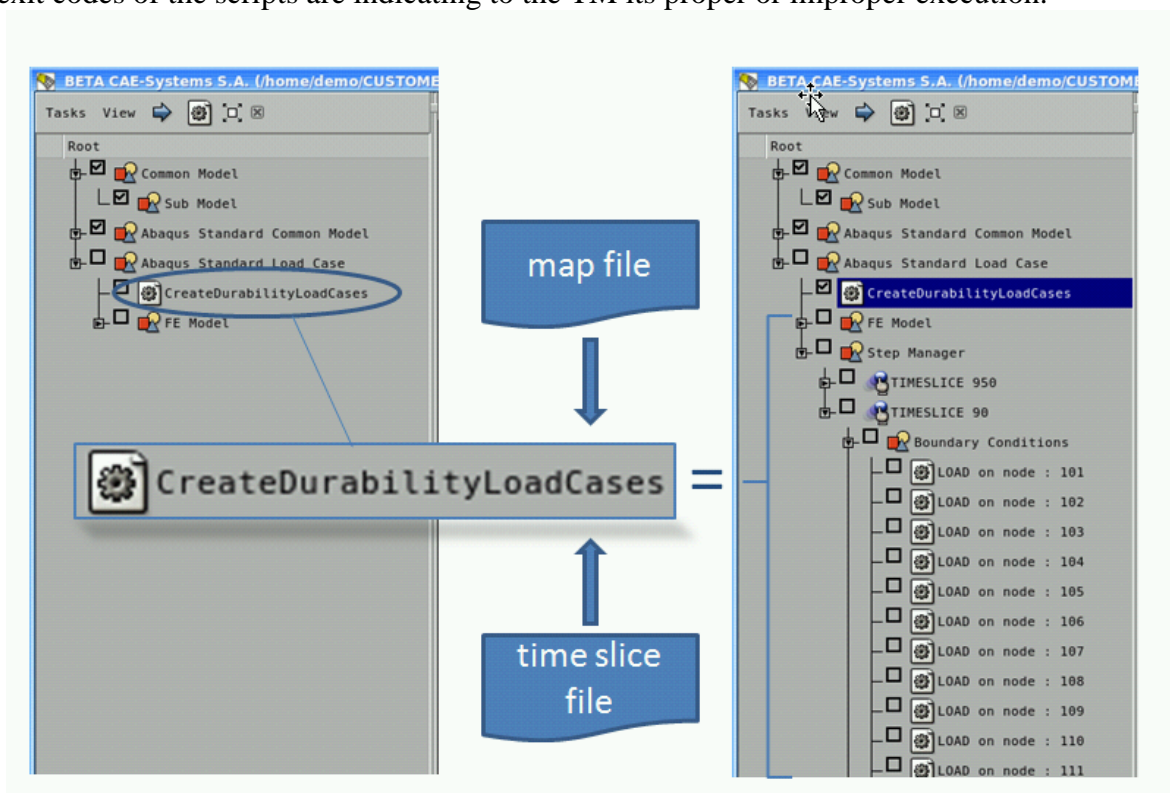 exit codes of the scripts are indicating to the TM its proper or improper execution.
BETA CAE-Systems S.A. (/home/demo/CUSTOME
Tasks View
Root
Common Model
Sub Model
Abaqus Standard Common Model
Abaqus Standard Load Case
CreateDurabilityLoadCases
FE Model
map file
CreateDurabilityLoadCases
=
time slice
file
BETA CAE-Systems S.A. (/home/demo/CUSTOME
Tasks View
Root
Common Model
Sub Model
Abaqus Standard Common Model
Abaqus Standard Load Case
CreateDurabilityLoadCases
FE Model
Step Manager
TIMESLICE 950
TIMESLICE 90
Boundary Conditions
LOAD on node : 101
LOAD on node : 102
LOAD on node : 103
LOAD on node : 104
LOAD on node : 105
LOAD on node : 106
LOAD on node : 107
LOAD on node : 108
LOAD on node : 109
LOAD on node : 110
LOAD on node : 111